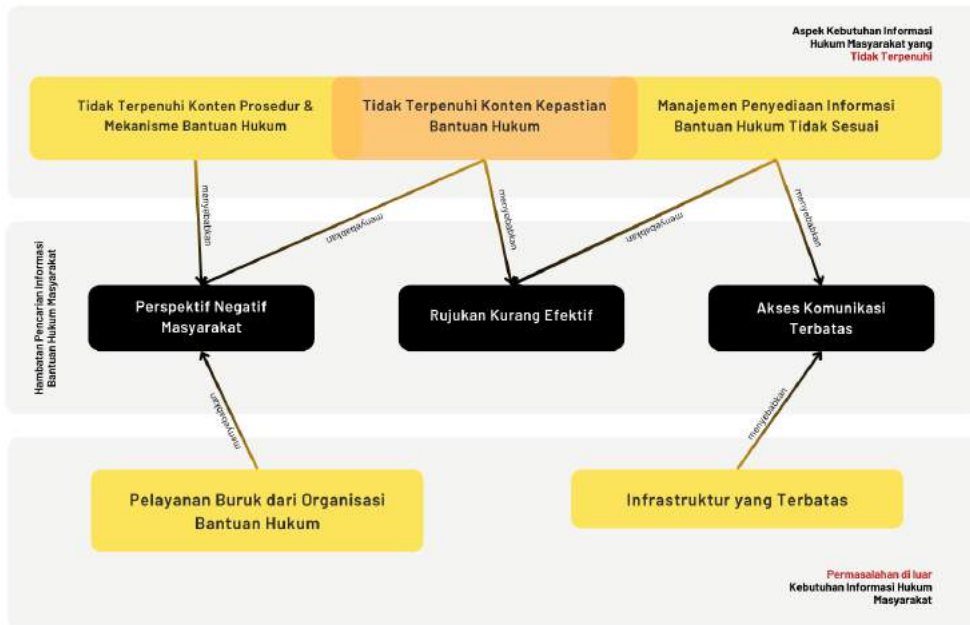 Aspek Kebutuhan Informasi
Hukum Masyarakat yang
Tidak Terpenuhi
Tidak Terpenuhi Konten Prosedur &
Mekanisme Bantuan Hukum
Tidak Terpenuhi Konten Kepastian
Bantuan Hukum
Manajemen Penyediaan Informasi
Bantuan Hukum Tidak Sesuai
menyebabkan
menyebabkan
menyebabkan
menyebabkan
menyebabkan
Hambatan Pencarian Informasi
Bantuan Hukum Masyarakat
Perspektif Negatif
Masyarakat
Rujukan Kurang Efektif
Akses Komunikasi
Terbatas
menyebabkan
menyebabkan
Pelayanan Buruk dari Organisasi
Bantuan Hukum
Infrastruktur yang Terbatas
Permasalahan di luar
Kebutuhan Informasi Hukum
Masyarakat